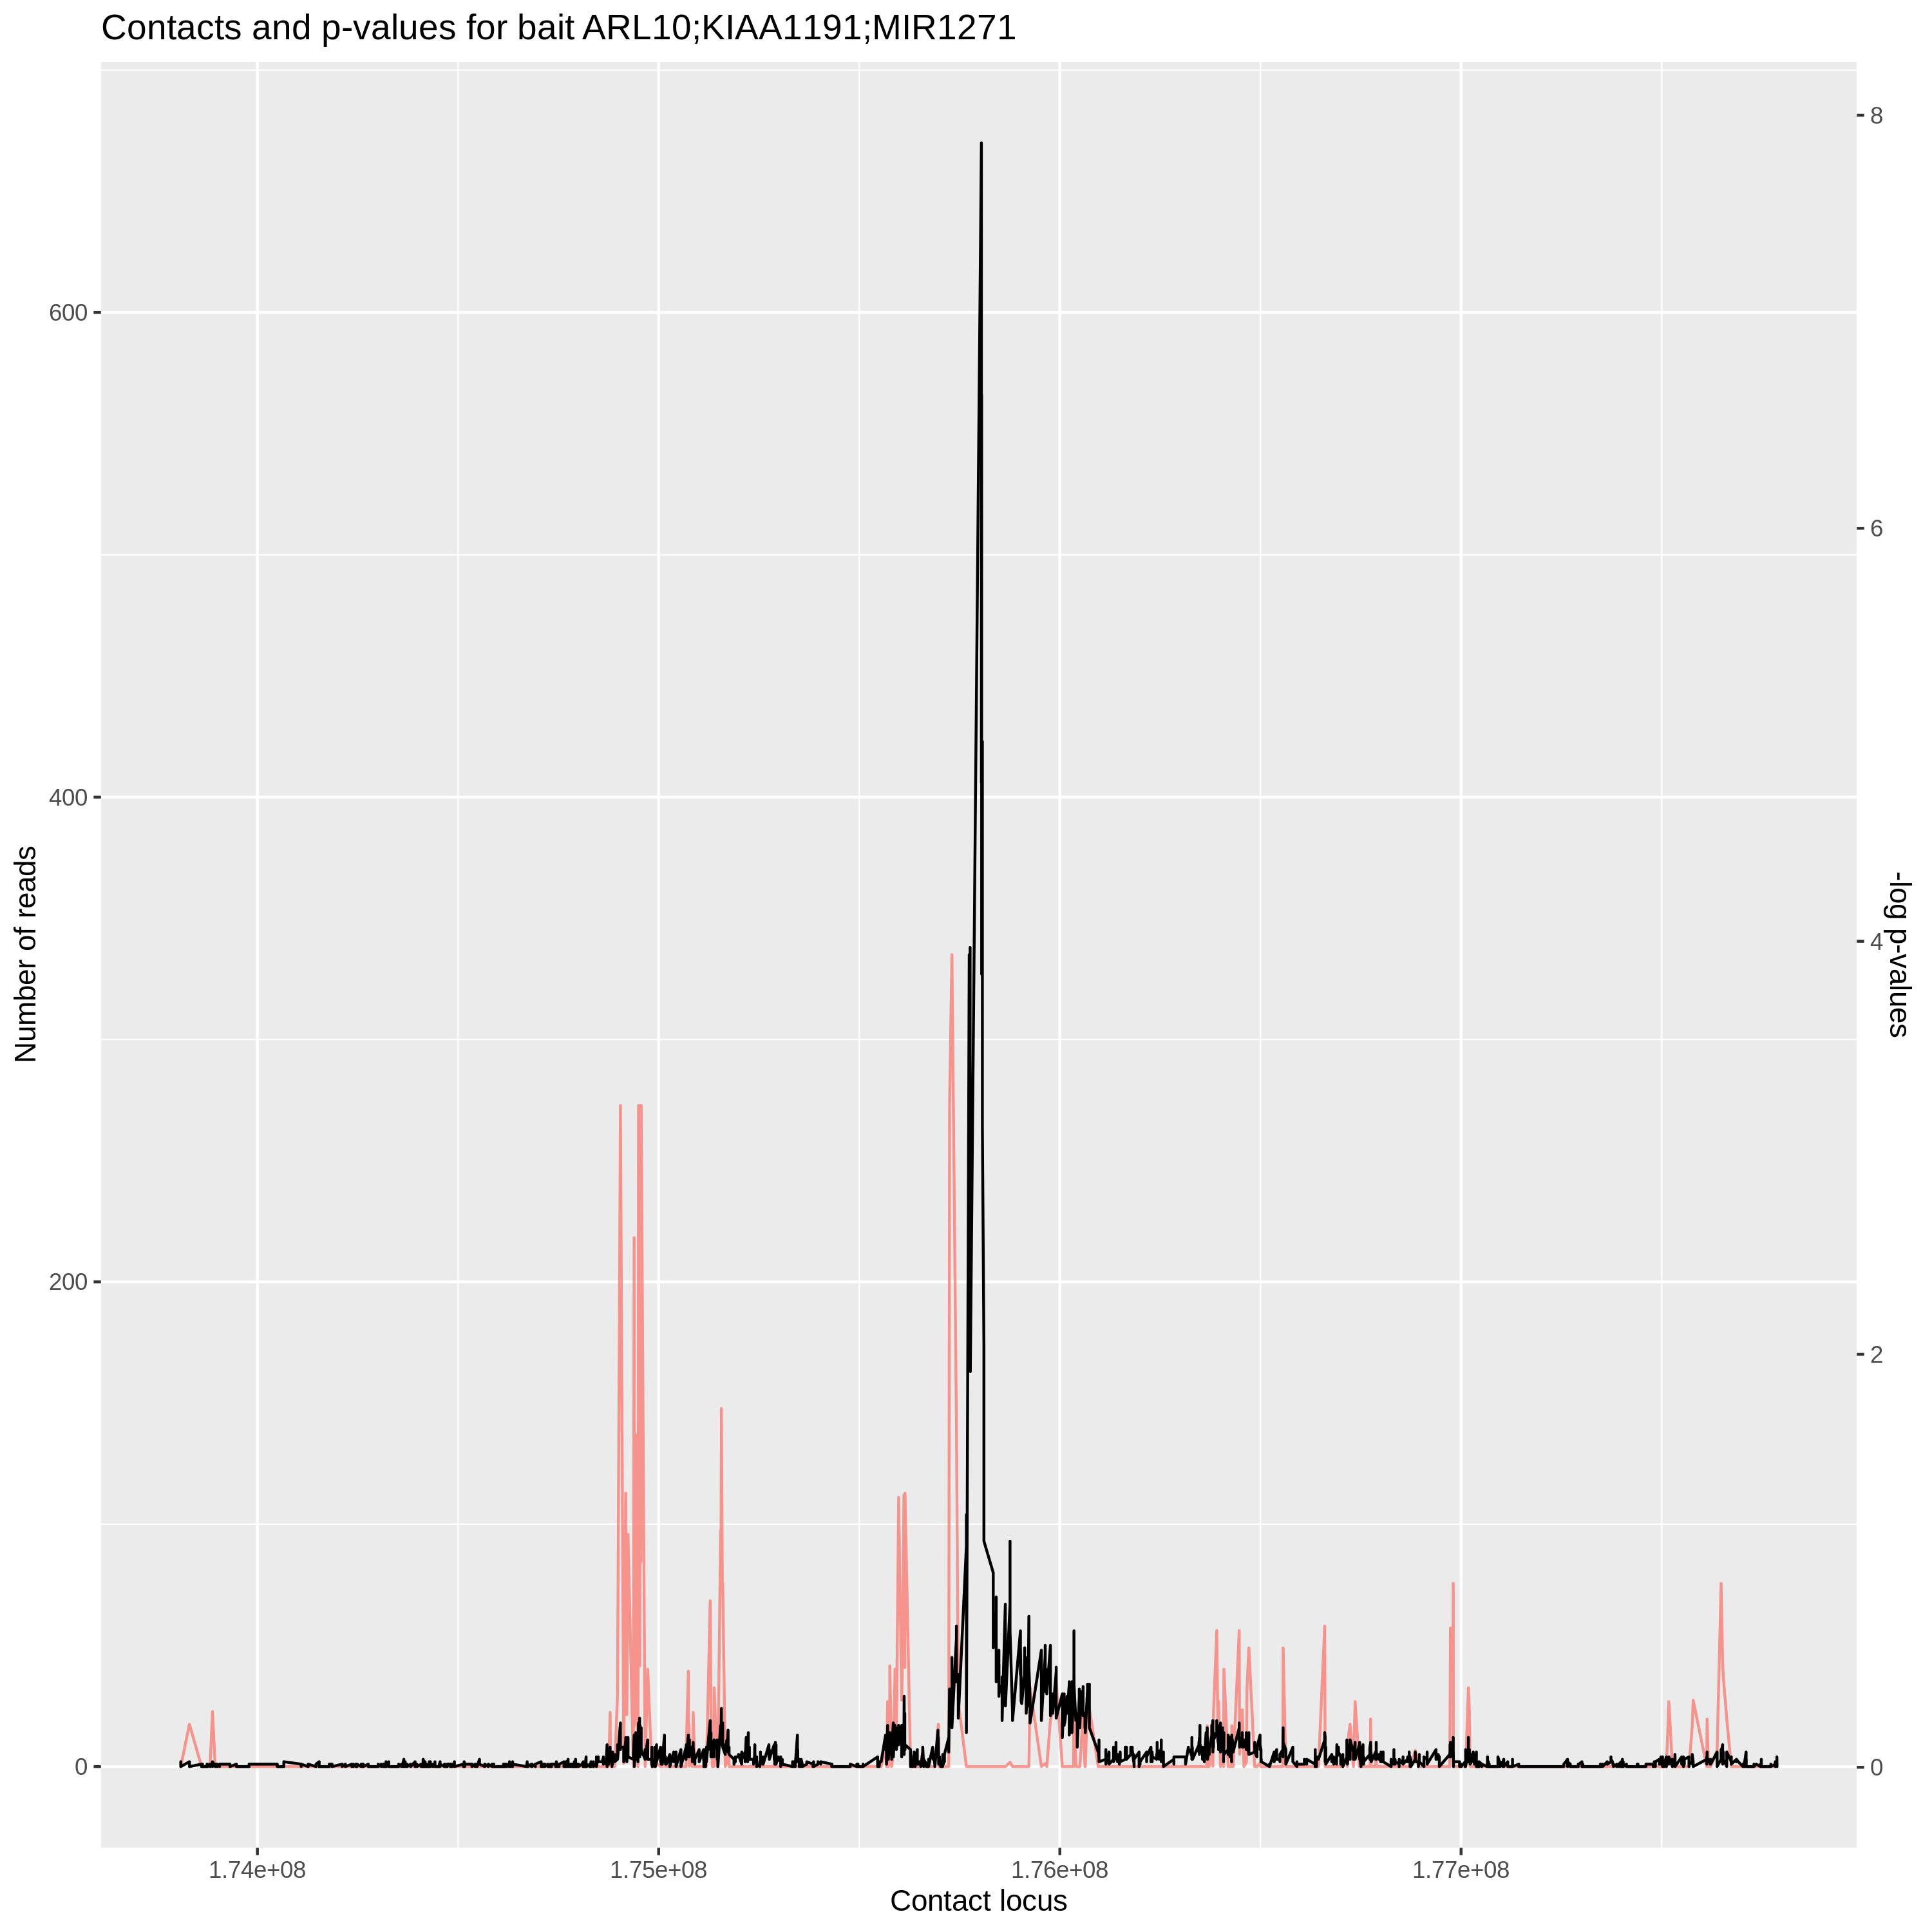 Contacts and p-values for bait ARL10;KIAA1191;MIR1271
Number of reads
600
400
200
0
8
6
4
2
0
-log p-values
1.74e+08
1.75e+08
1.76e+08
1.77e+08
Contact locus